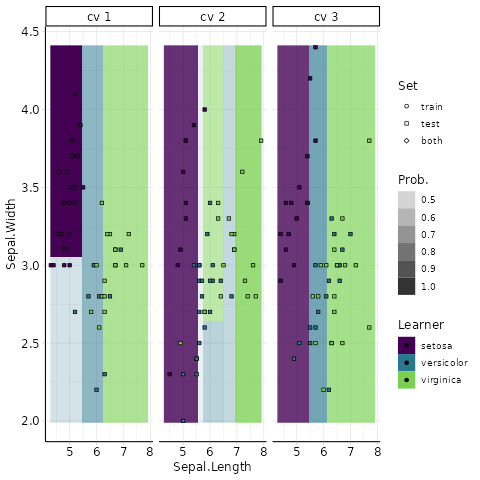 cv 1 cv 2 cv 3
4.5
4.0
3.5
3.0
2.5
2.0
Sepal.Width
5 6 7 8 5 6 7 8 5 6 7 8
Sepal.Length
Set
train
test
both
Prob.
0.5
0.6
0.7
0.8
0.9
1.0
Learner
setosa
versicolor
virginica